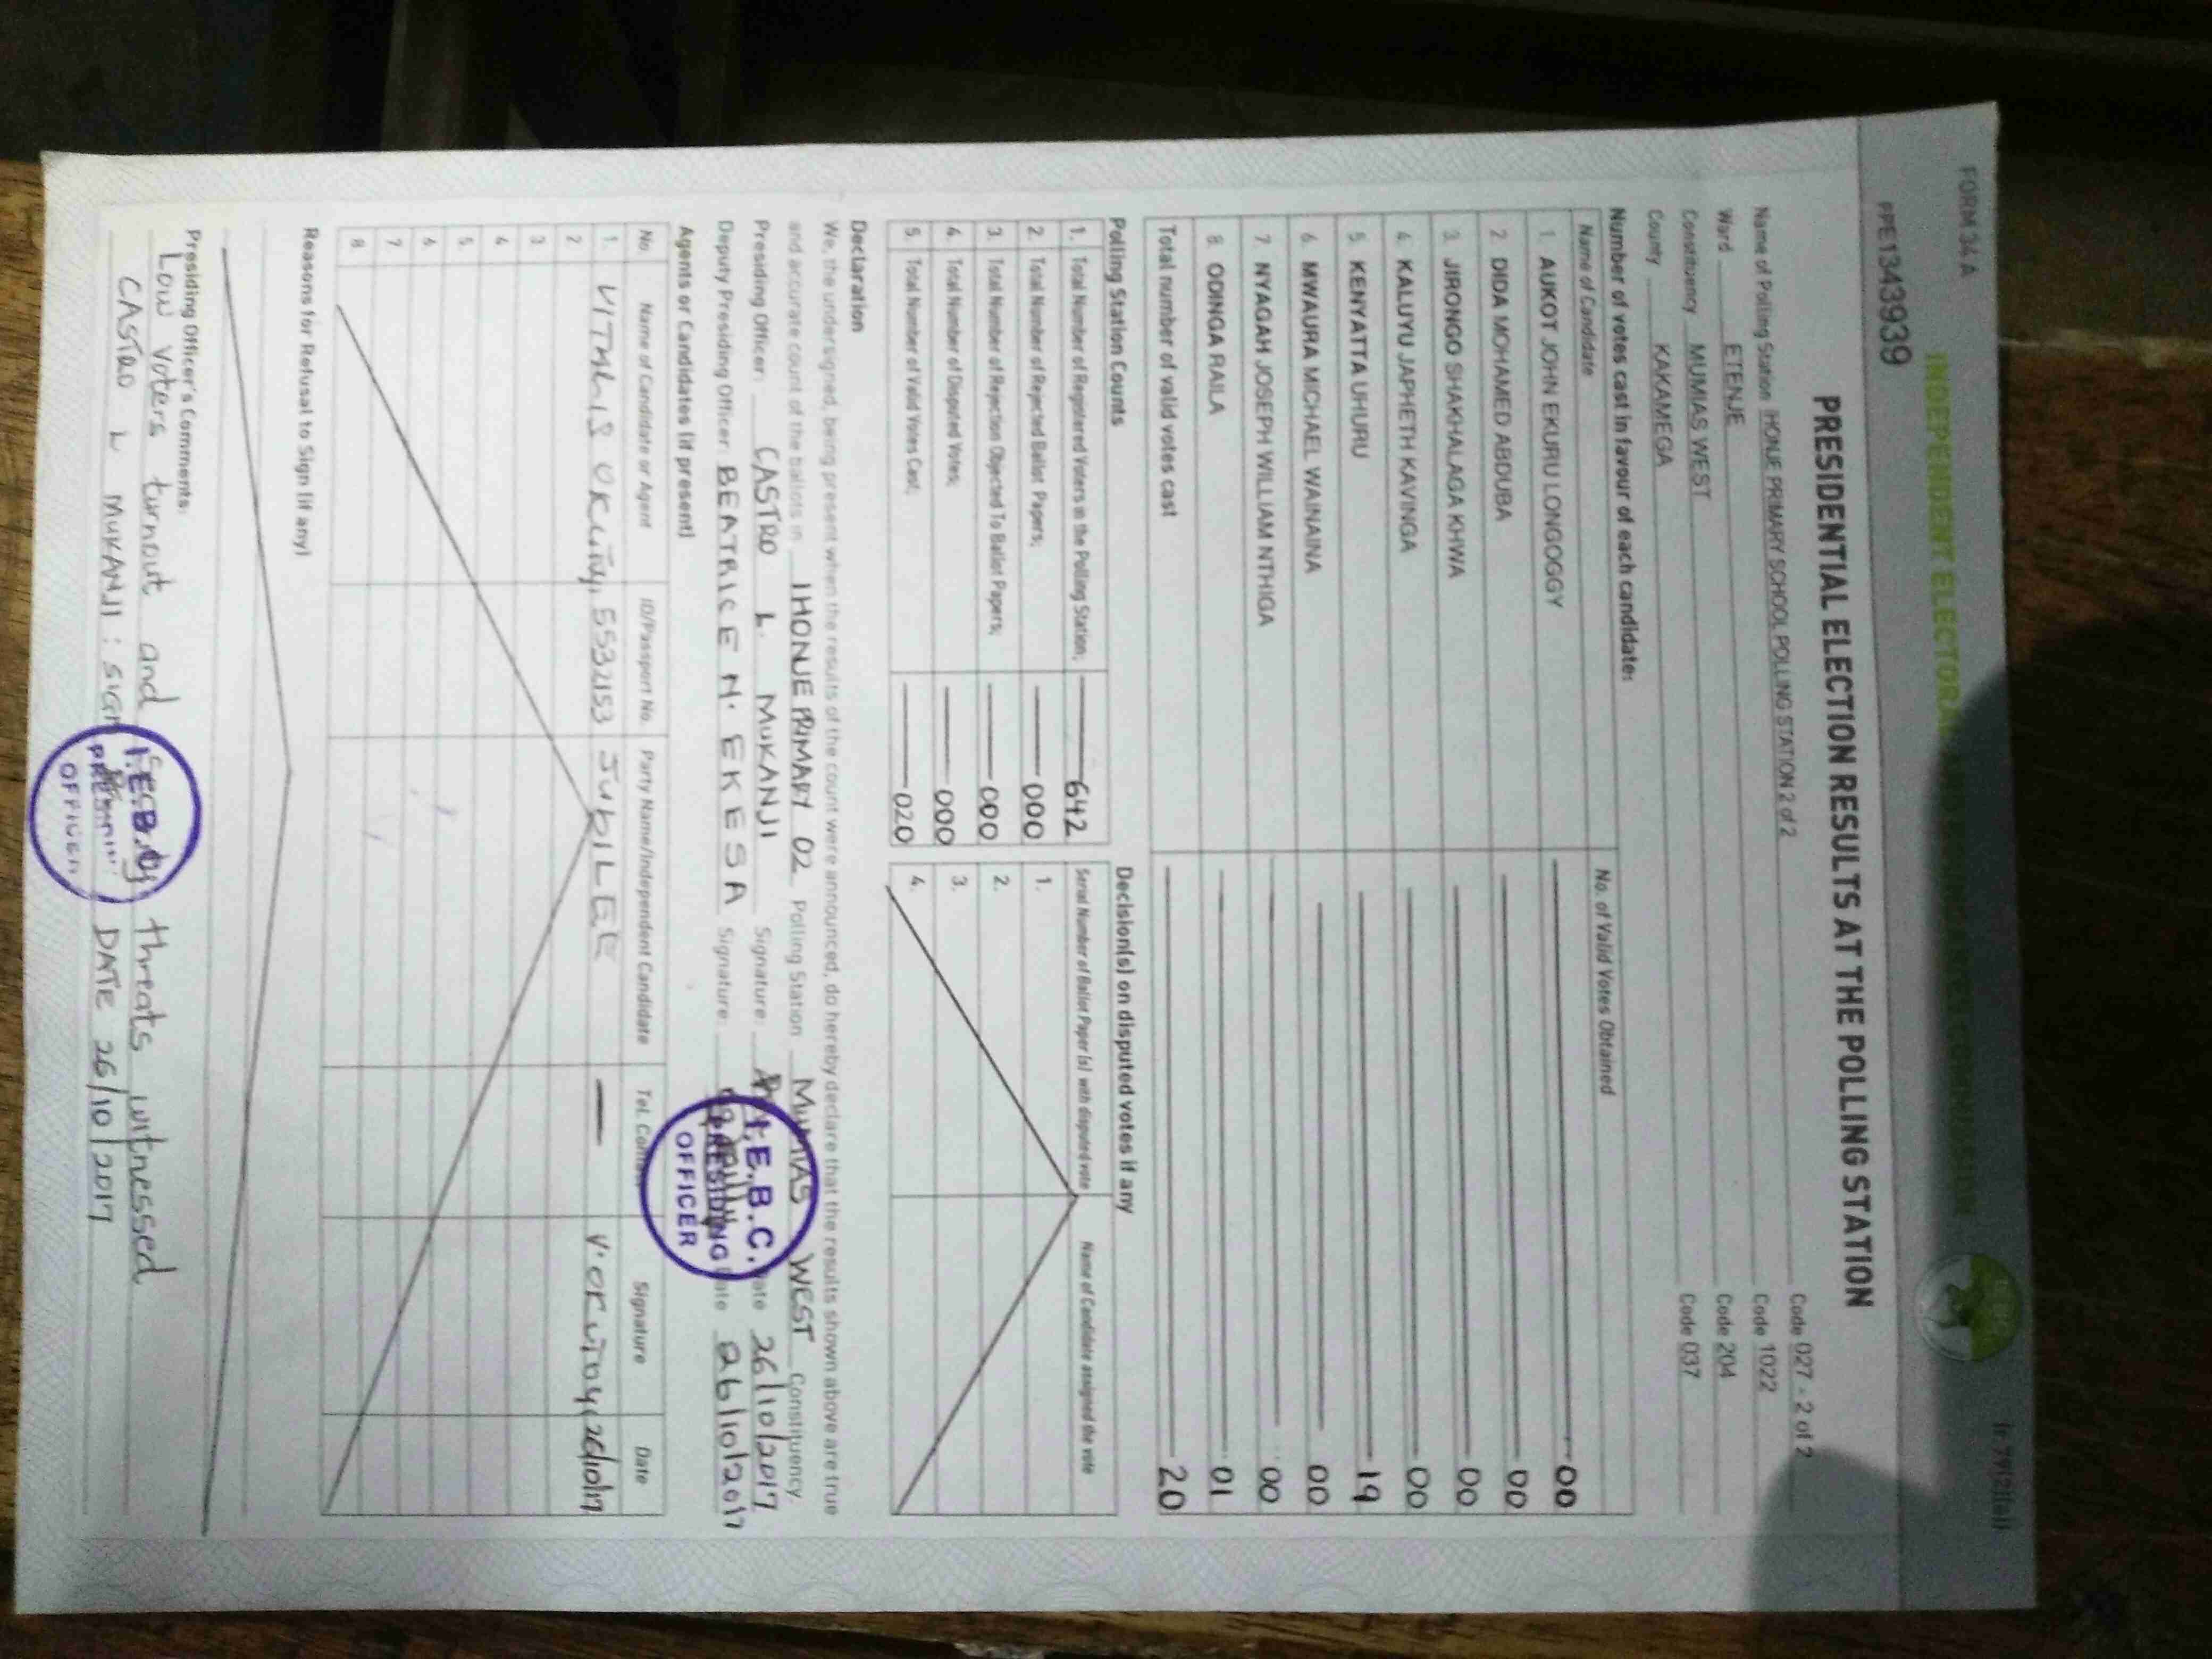 FORM 34 A
INDEPENDENT ELECTORAL
PPE1343939
PRESIDENTIAL ELECTION RESULTS AT THE POLLING STATION
Name of Polling Station IHONJE PRIMARY SCHOOL POLLING STATION 2 of 2 Code 027 - 2 of 2
Ward ETENJE Code 1022
Constituency MUMIAS WEST Code 204
County KAKAMEGA Code 037
Number of votes cast in favour of each candidate:
Name of Candidate No. of Valid Votes Obtained
1. AUKOT JOHN EKURU LONGOGGY 00
2. DIDA MOHAMED ABDUBA 00
3. JIRONGO SHAKHALAGA KHWA 00
4. KALUYU JAPHETH KAVINGA 00
5. KENYATTA UHURU 19
6. MWAURA MICHAEL WAINAINA 00
7. NYAGAH JOSEPH WILLIAM NTHIGA 00
8. ODINGA RAILA 01
Total number of valid votes cast 20
Polling Station Counts
1. Total Number of Registered Voters in the Polling Station; 642
2. Total Number of Rejected Ballot Papers; 000
3. Total Number of Rejection Objected To Ballot Papers; 000
4. Total Number of Disputed Votes; 000
5. Total Number of Valid Votes Cast; 020
Decision(s) on disputed votes if any
Serial Number of Ballot Paper (s) with disputed vote Name of Candidate assigned the vote
1.
2.
3.
4.
Declaration
We, the undersigned, being present when the results of the count were announced, do hereby declare that the results shown above are true
and accurate count of the ballots in IHONJE PRIMARY 02 Polling Station MUMIAS WEST Constituency.
Presiding Officer: CASTRO L. MUKANJI Signature: Date 26/10/2017
Deputy Presiding Officer: BEATRICE N. EKESA Signature: Date 26/10/2017
I.E.B.C.
PRESIDING
OFFICER
Agents or Candidates (if present)
No. Name of Candidate or Agent ID/Passport No. Party Name/Independent Candidate Tel. Contact Signature Date
1. VITALIS 5532153 JUBILEE — 26/10/17
2
3
4
5
6
7
8
Reasons for Refusal to Sign (if any)
Presiding Officer's Comments:
Low voters turnout and threats witnessed
CASTRO L MUKANJI : SIGN DATE 26/10/2017
I.E.B.C.
PRESIDING
OFFICER